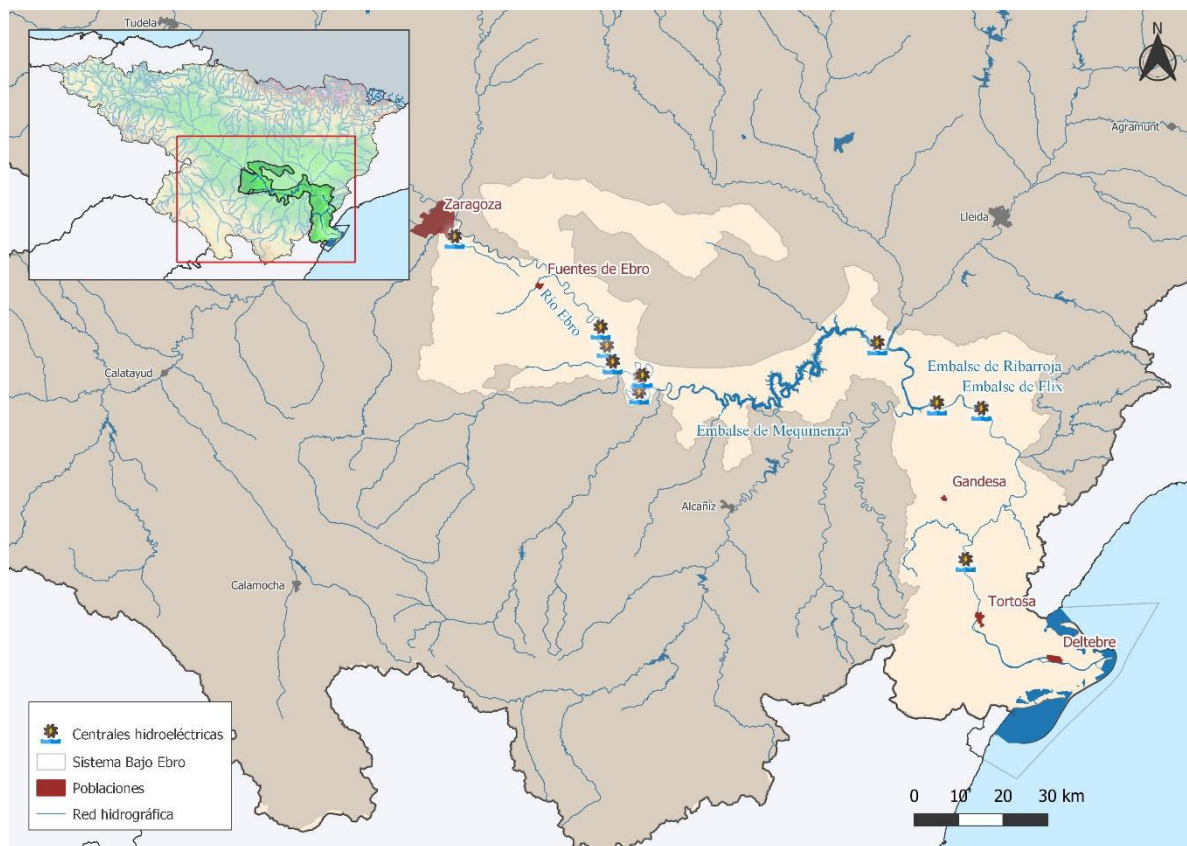 Tudela
N
Agramunt
Zaragoza
Lleida
Fuentes de Ebro
Río Ebro
Calatayud
Embalse de Ribarroja
Embalse de Flix
Embalse de Mequinenza
Gandesa
Alcañiz
Calamocha
Tortosa
Deltebre
Centrales hidroeléctricas
Sistema Bajo Ebro
Poblaciones
Red hidrográfica
0 10 20 30 km